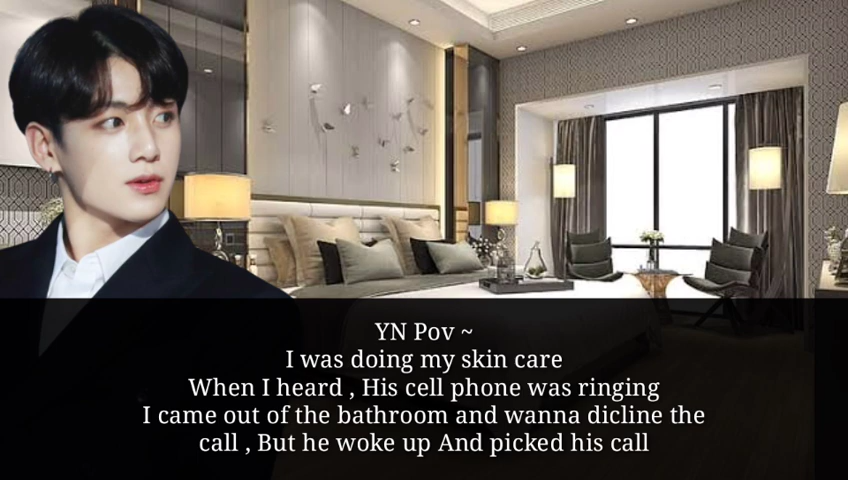 YN Pov ~
I was doing my skin care
When I heard , His cell phone was ringing
I came out of the bathroom and wanna dicline the
call , But he woke up And picked his call